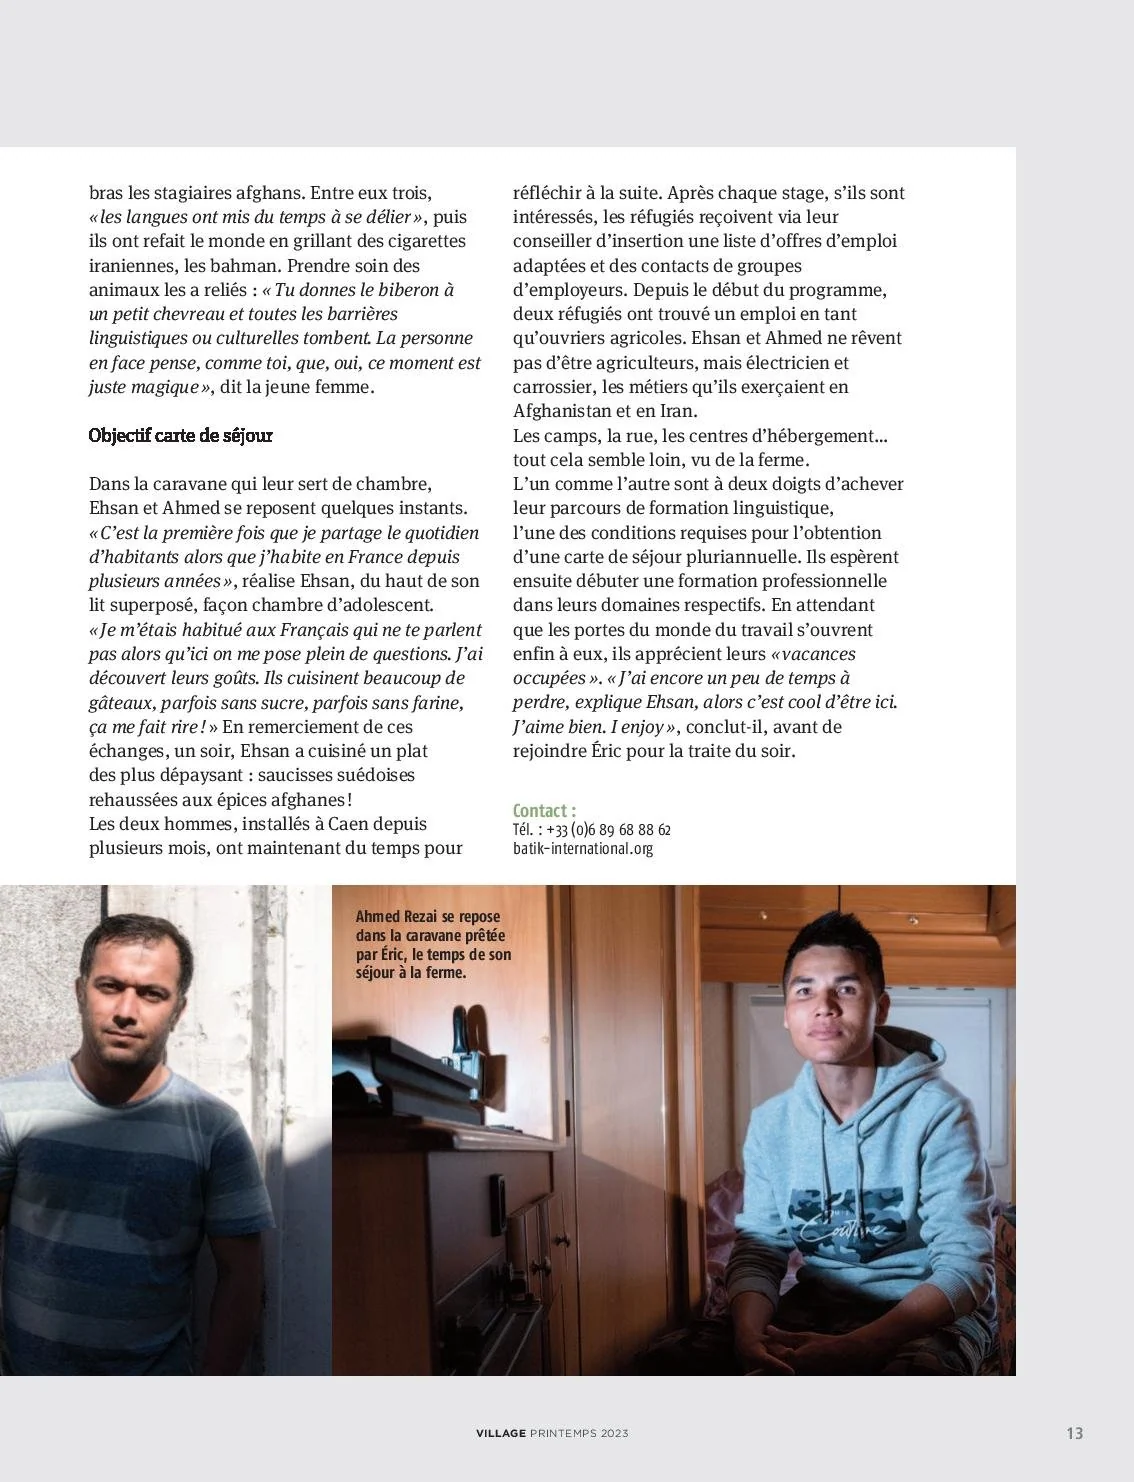 bras les stagiaires afghans. Entre eux trois,
« les langues ont mis du temps à se délier », puis
ils ont refait le monde en grillant des cigarettes
iraniennes, les bahman. Prendre soin des
animaux les a reliés : « Tu donnes le biberon à
un petit chevreau et toutes les barrières
linguistiques ou culturelles tombent. La personne
en face pense, comme toi, que, oui, ce moment est
juste magique », dit la jeune femme.
Objectif carte de séjour
Dans la caravane qui leur sert de chambre,
Ehsan et Ahmed se reposent quelques instants.
« C’est la première fois que je partage le quotidien
d’habitants alors que j’habite en France depuis
plusieurs années », réalise Ehsan, du haut de son
lit superposé, façon chambre d’adolescent.
« Je m’étais habitué aux Français qui ne te parlent
pas alors qu’ici on me pose plein de questions. J’ai
découvert leurs goûts. Ils cuisinent beaucoup de
gâteaux, parfois sans sucre, parfois sans farine,
ça me fait rire ! » En remerciement de ces
échanges, un soir, Ehsan a cuisiné un plat
des plus dépaysant : saucisses suédoises
rehaussées aux épices afghanes !
Les deux hommes, installés à Caen depuis
plusieurs mois, ont maintenant du temps pour
réfléchir à la suite. Après chaque stage, s’ils sont
intéressés, les réfugiés reçoivent via leur
conseiller d’insertion une liste d’offres d’emploi
adaptées et des contacts de groupes
d’employeurs. Depuis le début du programme,
deux réfugiés ont trouvé un emploi en tant
qu’ouvriers agricoles. Ehsan et Ahmed ne rêvent
pas d’être agriculteurs, mais électricien et
carrossier, les métiers qu’ils exerçaient en
Afghanistan et en Iran.
Les camps, la rue, les centres d’hébergement...
tout cela semble loin, vu de la ferme.
L’un comme l’autre sont à deux doigts d’achever
leur parcours de formation linguistique,
l’une des conditions requises pour l’obtention
d’une carte de séjour pluriannuelle. Ils espèrent
ensuite débuter une formation professionnelle
dans leurs domaines respectifs. En attendant
que les portes du monde du travail s’ouvrent
enfin à eux, ils apprécient leurs « vacances
occupées ». « J’ai encore un peu de temps à
perdre, explique Ehsan, alors c’est cool d’être ici.
J’aime bien. I enjoy », conclut-il, avant de
rejoindre Éric pour la traite du soir.
Contact :
Tél. : +33 (0)6 89 68 88 62
batik-international.org
Ahmed Rezai se repose
dans la caravane prêtée
par Éric, le temps de son
séjour à la ferme.
Couture
VILLAGE PRINTEMPS 2023
13